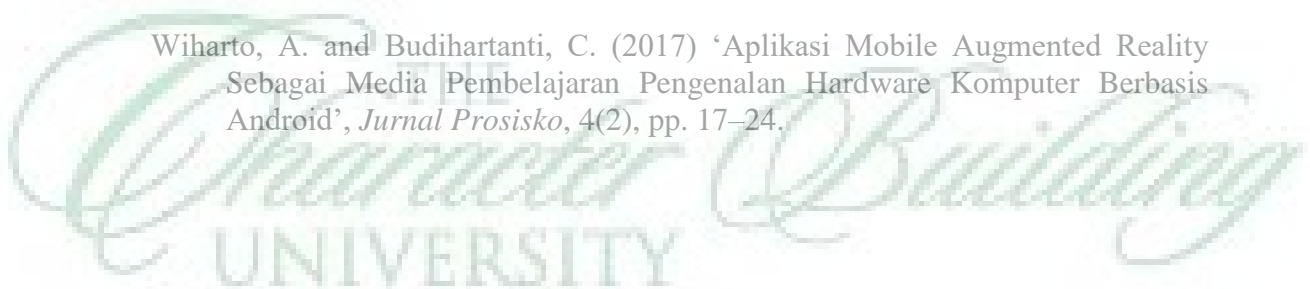 Wiharto, A. and Budihartanti, C. (2017) ‘Aplikasi Mobile Augmented Reality
Sebagai Media Pembelajaran Pengenalan Hardware Komputer Berbasis
Android’, Jurnal Prosisko, 4(2), pp. 17–24.
THE
Character Building
UNIVERSITY